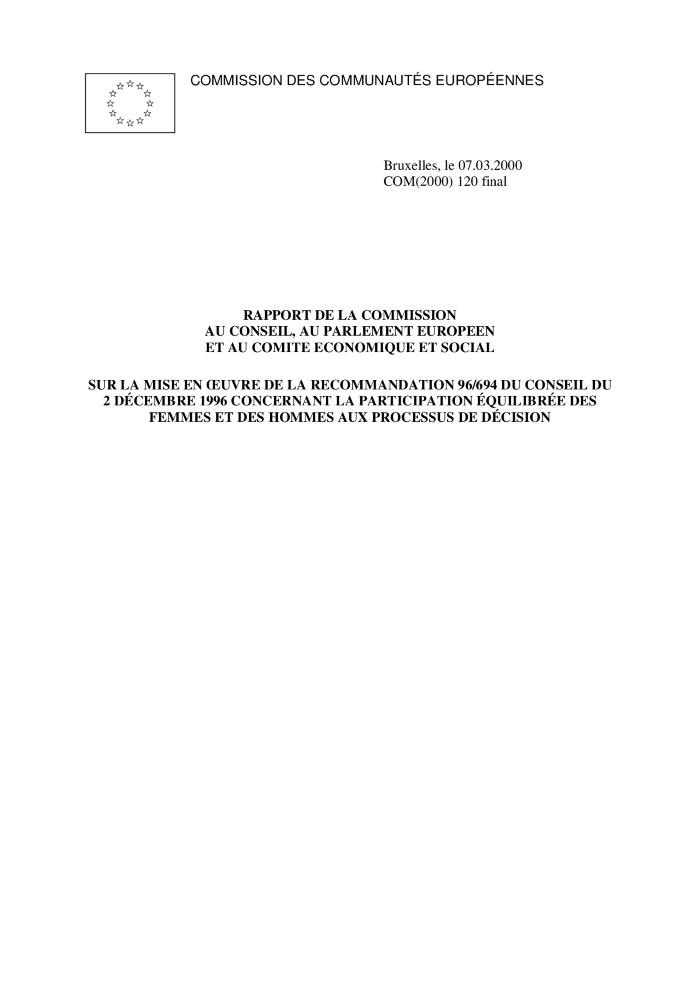 COMMISSION DES COMMUNAUTÉS EUROPÉENNES
Bruxelles, le 07.03.2000
COM(2000) 120 final
RAPPORT DE LA COMMISSION
AU CONSEIL, AU PARLEMENT EUROPEEN
ET AU COMITE ECONOMIQUE ET SOCIAL
SUR LA MISE EN ŒUVRE DE LA RECOMMANDATION 96/694 DU CONSEIL DU
2 DÉCEMBRE 1996 CONCERNANT LA PARTICIPATION ÉQUILIBRÉE DES
FEMMES ET DES HOMMES AUX PROCESSUS DE DÉCISION